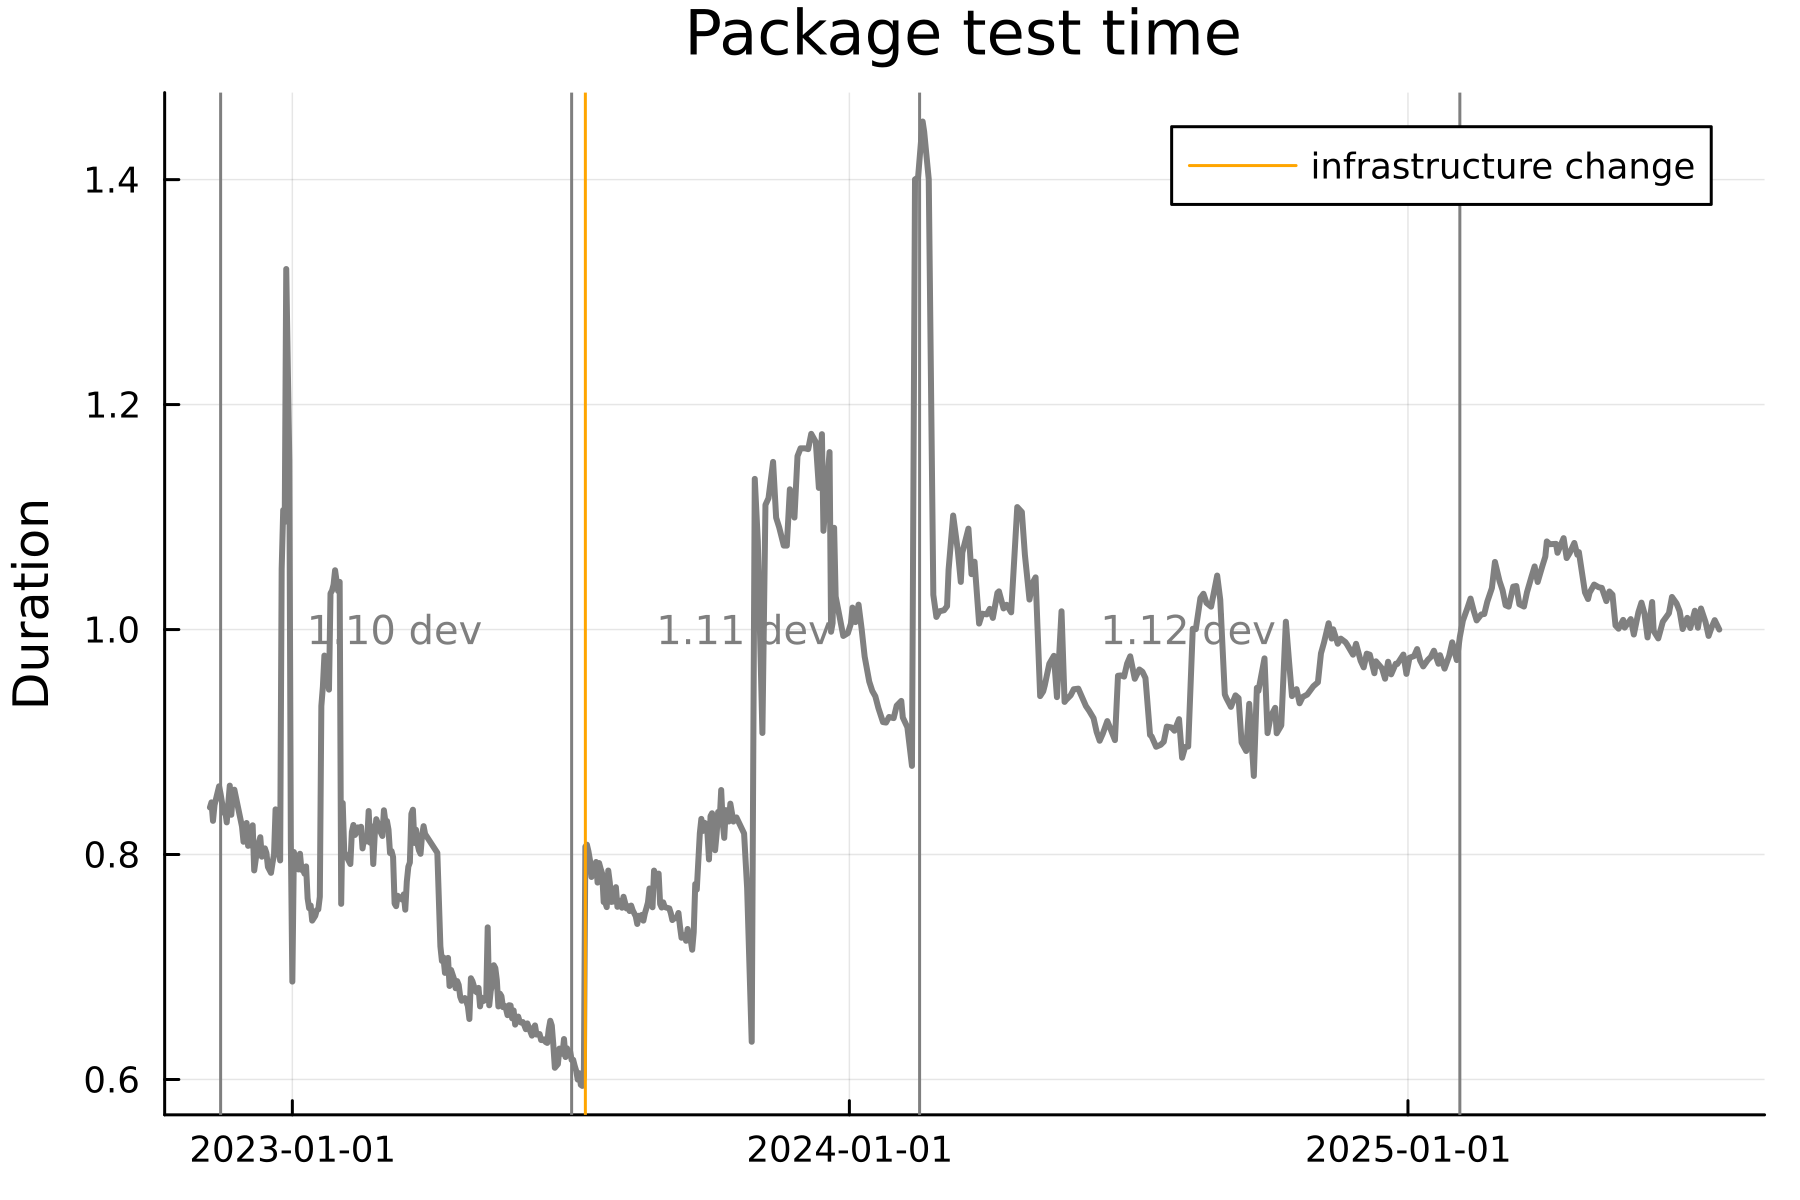 Package test time
infrastructure change
Duration
1.4
1.2
1.0
0.8
0.6
1.10 dev
1.11 dev
1.12 dev
2023-01-01
2024-01-01
2025-01-01